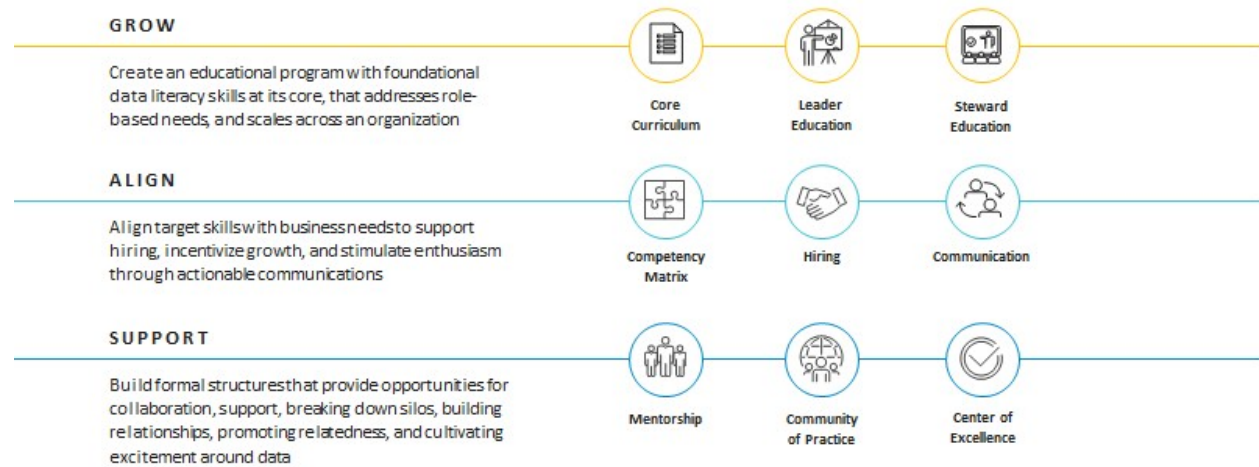 GROW
Create an educational program with foundational
data literacy skills at its core, that addresses role-
based needs, and scales across an organization
Core
Curriculum
Leader
Education
Steward
Education
ALIGN
Align target skills with business needs to support
hiring, incentivize growth, and stimulate enthusiasm
through actionable communications
Competency
Matrix
Hiring
Communication
SUPPORT
Build formal structures that provide opportunities for
collaboration, support, breaking down silos, building
relationships, promoting relatedness, and cultivating
excitement around data
Mentorship
Community
of Practice
Center of
Excellence